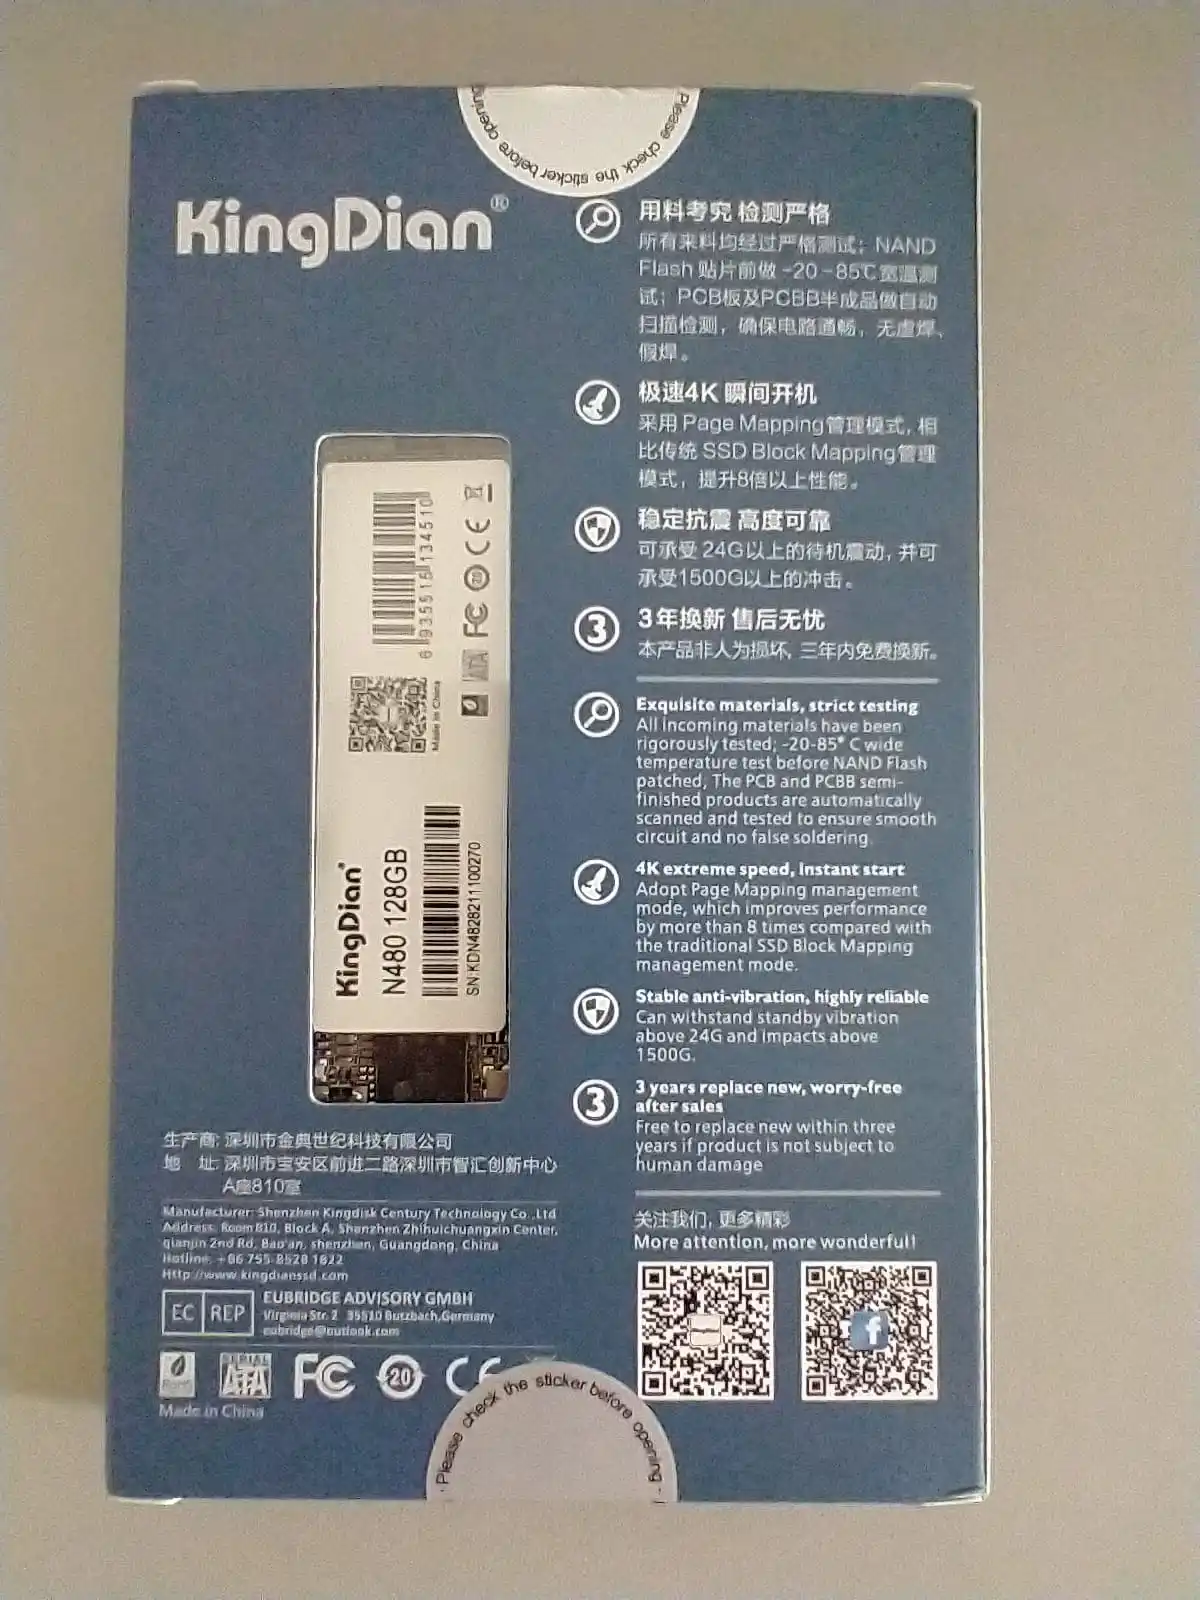 Please check the sticker before opening
KingDian®
用料考究 检测严格
所有来料均经过严格测试；NAND
Flash 贴片前做 -20~85℃宽温测
试；PCB板及PCBB半成品做自动
扫描检测，确保电路通畅，无虚焊、
假焊。
极速4K 瞬间开机
采用 Page Mapping管理模式，相
比传统 SSD Block Mapping管理
模式，提升8倍以上性能。
稳定抗震 高度可靠
可承受 24G以上的待机震动，并可
承受1500G以上的冲击。
3
3年换新 售后无忧
本产品非人为损坏，三年内免费换新。
Exquisite materials, strict testing
All incoming materials have been
rigorously tested; -20-85° C wide
temperature test before NAND Flash
patched, The PCB and PCBB semi-
finished products are automatically
scanned and tested to ensure smooth
circuit and no false soldering.
4K extreme speed, instant start
Adopt Page Mapping management
mode, which improves performance
by more than 8 times compared with
the traditional SSD Block Mapping
management mode.
Stable anti-vibration, highly reliable
Can withstand standby vibration
above 24G and impacts above
1500G.
3
3 years replace new, worry-free
after sales
Free to replace new within three
years if product is not subject to
human damage
关注我们，更多精彩
More attention, more wonderful!
f
KingDian
N480 128GB
SN:KDN4828211100270
Made in China
6 935515 134510
ATA FC 20 CE
生产商: 深圳市金典世纪科技有限公司
地 址: 深圳市宝安区前进二路深圳市智汇创新中心
A座810室
Manufacturer: Shenzhen Kingdisk Century Technology Co.,Ltd
Address: Room810, Block A, Shenzhen Zhihuichuangxin Center,
qianjin 2nd Rd, Bao'an, shenzhen, Guangdong, China
Hotline: +86 755-8528 1822
Http://www.kingdianssd.com
EC REP
EUBRIDGE ADVISORY GMBH
Virginia Str. 2 35510 Butzbach,Germany
eubridge@outlook.com
RoHS SERIAL ATA FC 20 CE
Made in China
Please check the sticker before opening